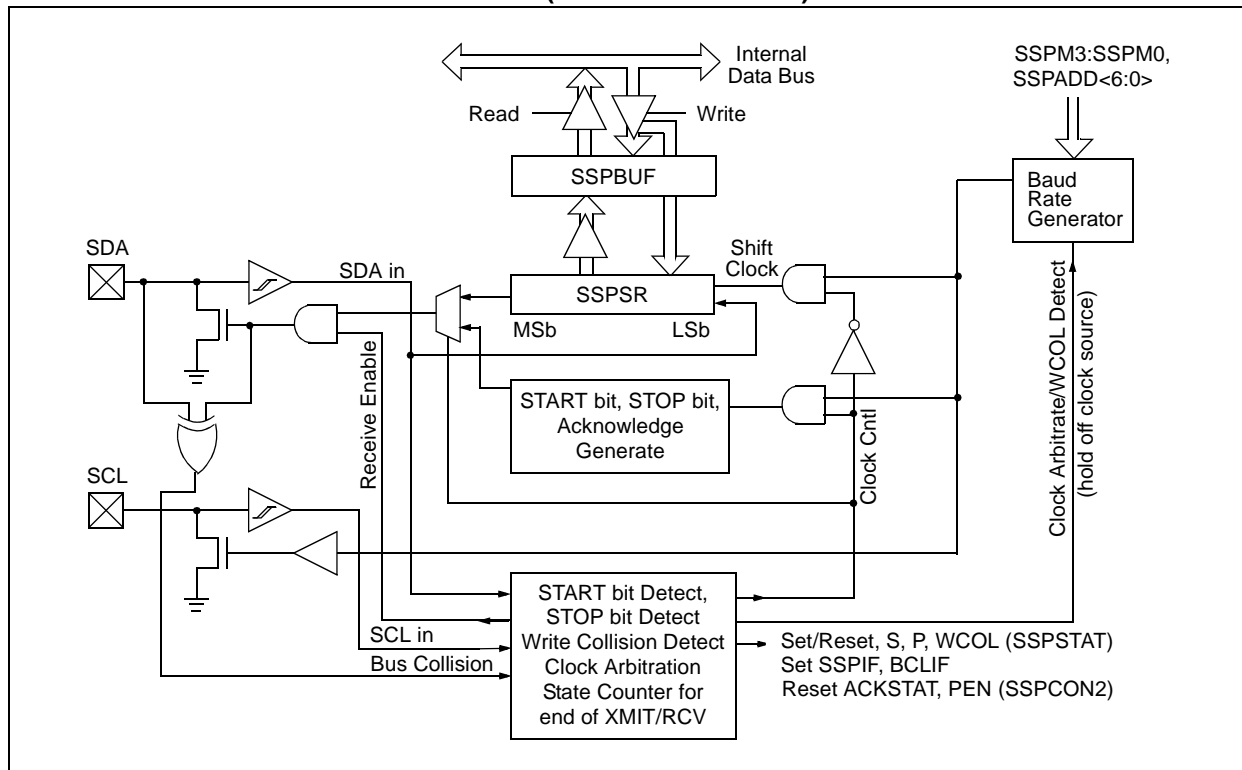 Internal
Data Bus
SSPM3:SSPM0,
SSPADD<6:0>
Read
Write
SSPBUF
Baud
Rate
Generator
SDA
SDA in
Shift
Clock
SSPSR
MSb
LSb
START bit, STOP bit,
Acknowledge
Generate
Receive Enable
Clock Cntl
Clock Arbitrate/WCOL Detect
(hold off clock source)
SCL
SCL in
Bus Collision
START bit Detect,
STOP bit Detect
Write Collision Detect
Clock Arbitration
State Counter for
end of XMIT/RCV
Set/Reset, S, P, WCOL (SSPSTAT)
Set SSPIF, BCLIF
Reset ACKSTAT, PEN (SSPCON2)